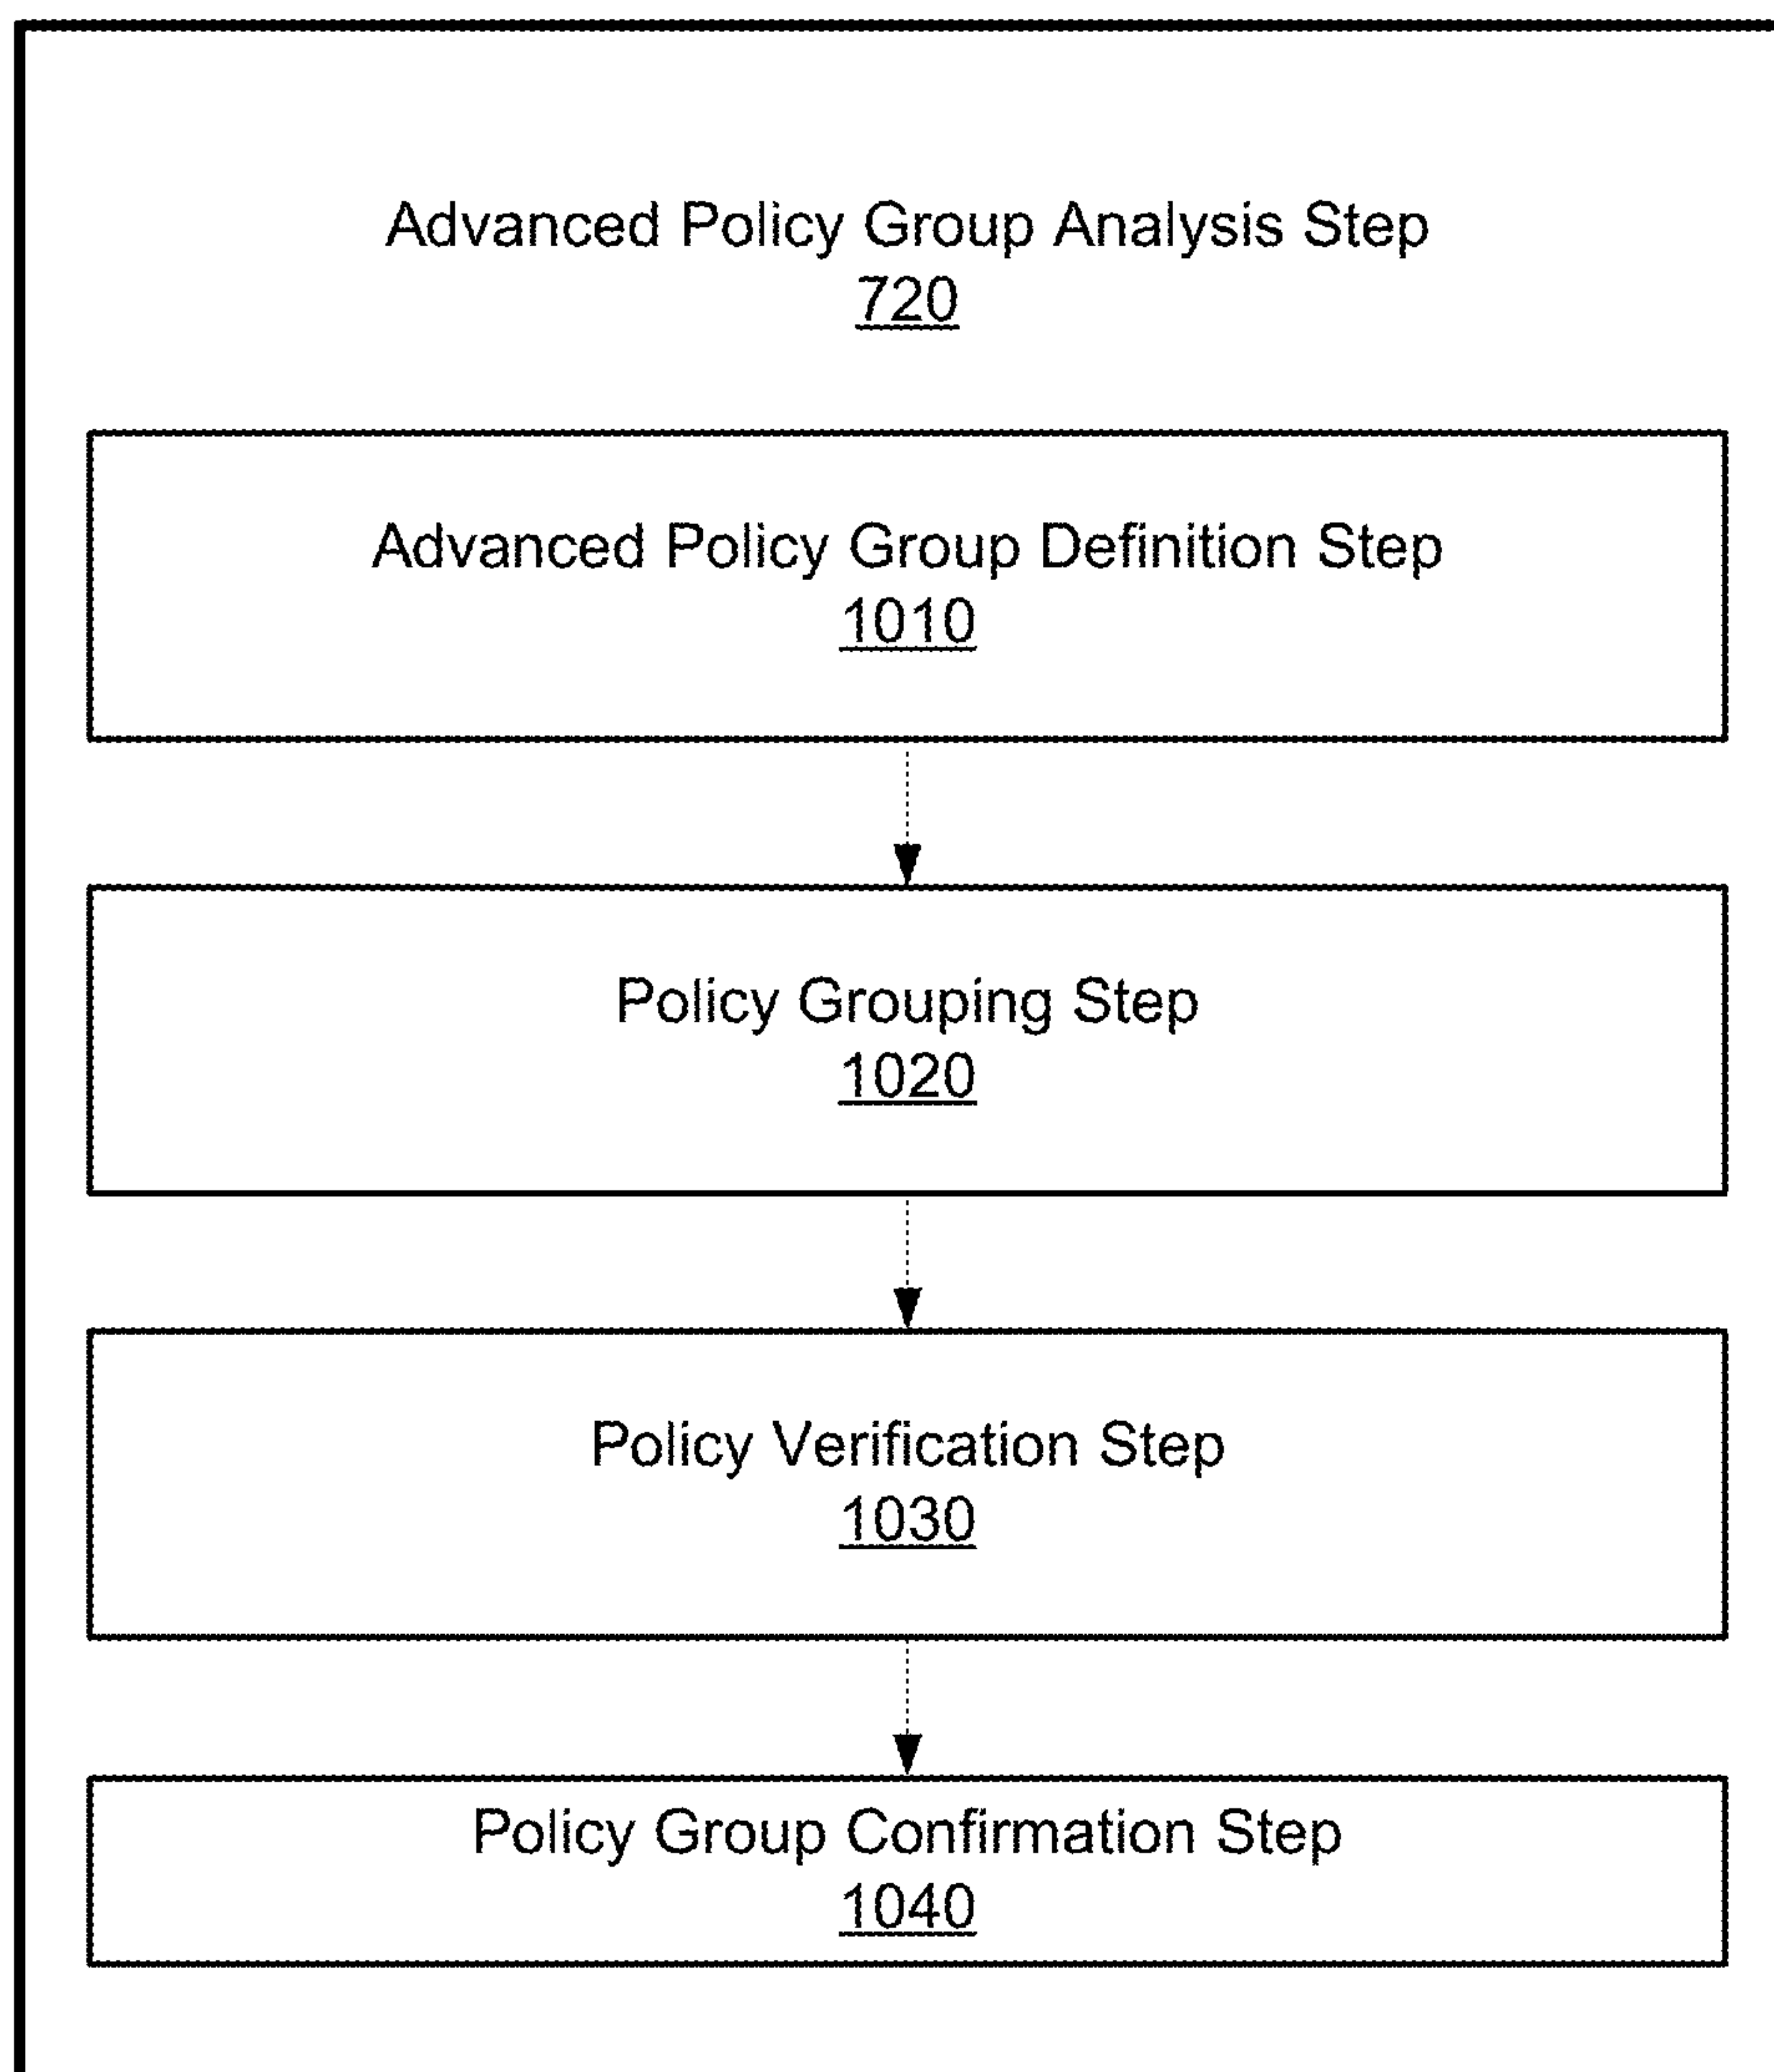 Advanced Policy Group Analysis Step
720
Advanced Policy Group Definition Step
1010
Policy Grouping Step
1020
Policy Verification Step
1030
Policy Group Confirmation Step
1040